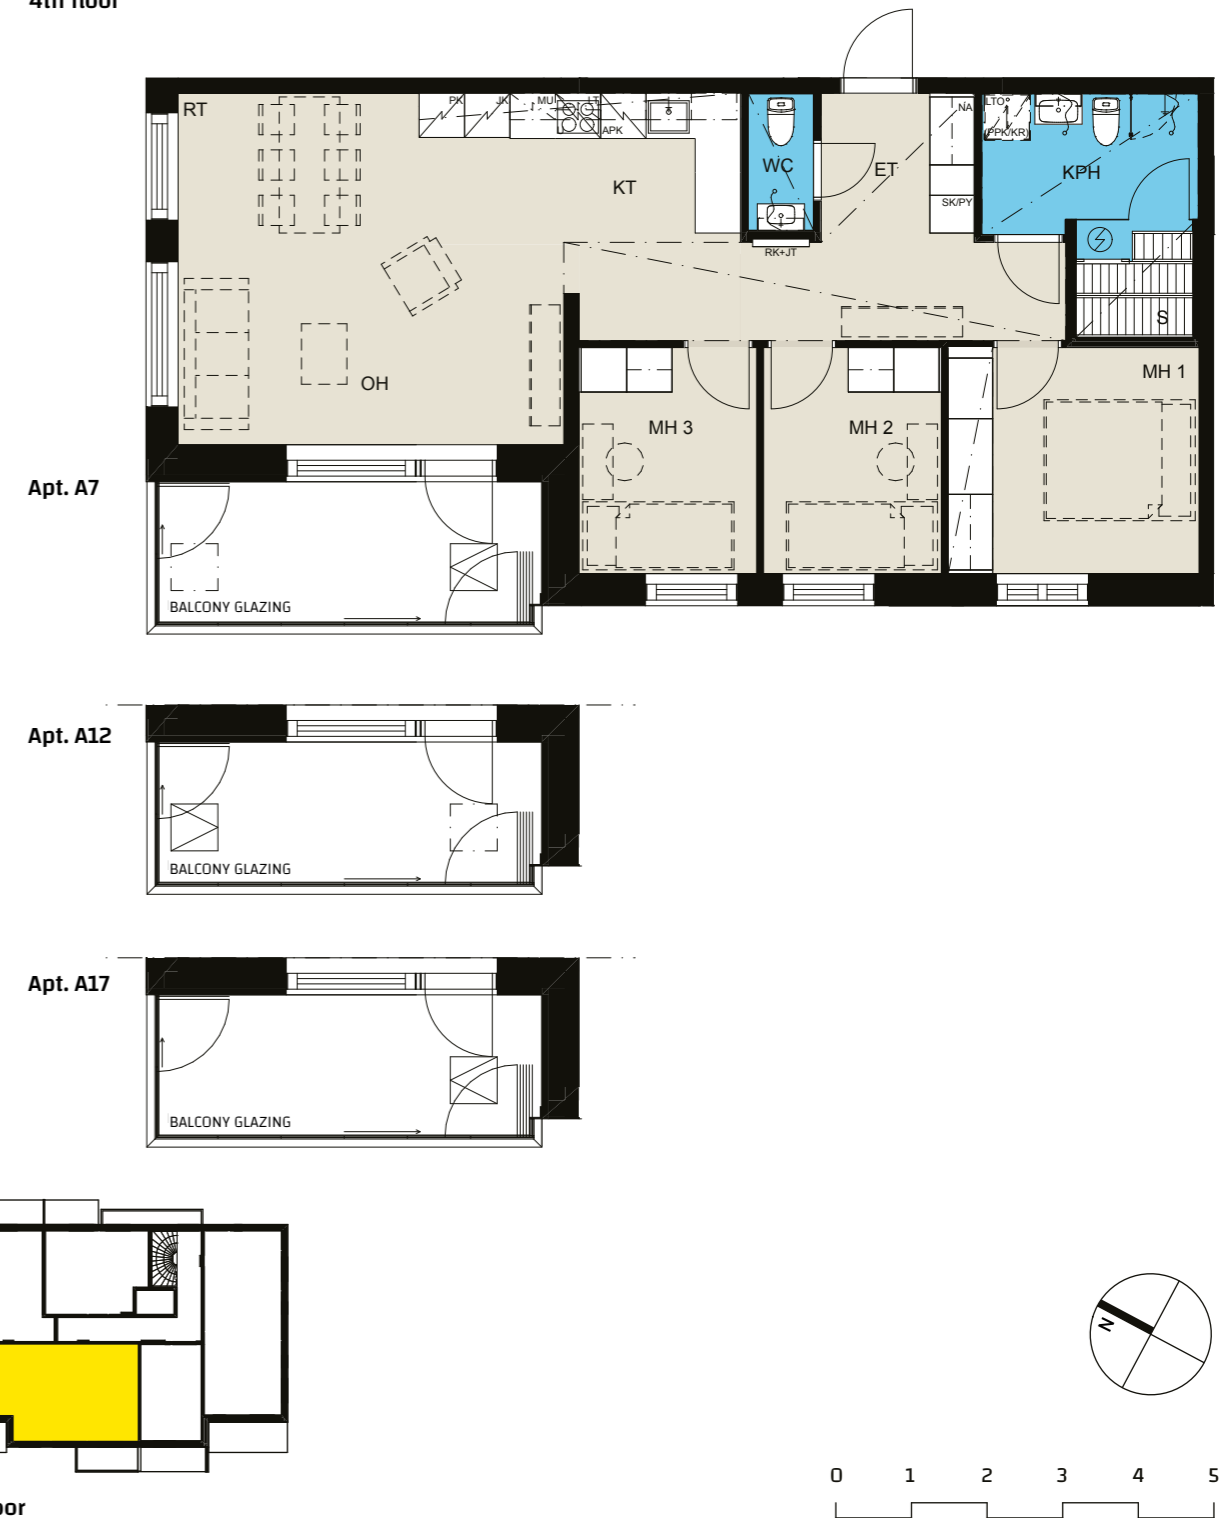 4th floor
RT
PK
JK
MU
LT
APK
KT
WC
ET
NA
SK/PY
LTO
(PPK/KR)
KPH
RK+JT
S
OH
MH 3
MH 2
MH 1
Apt. A7
BALCONY GLAZING
Apt. A12
BALCONY GLAZING
Apt. A17
BALCONY GLAZING
N
0 1 2 3 4 5